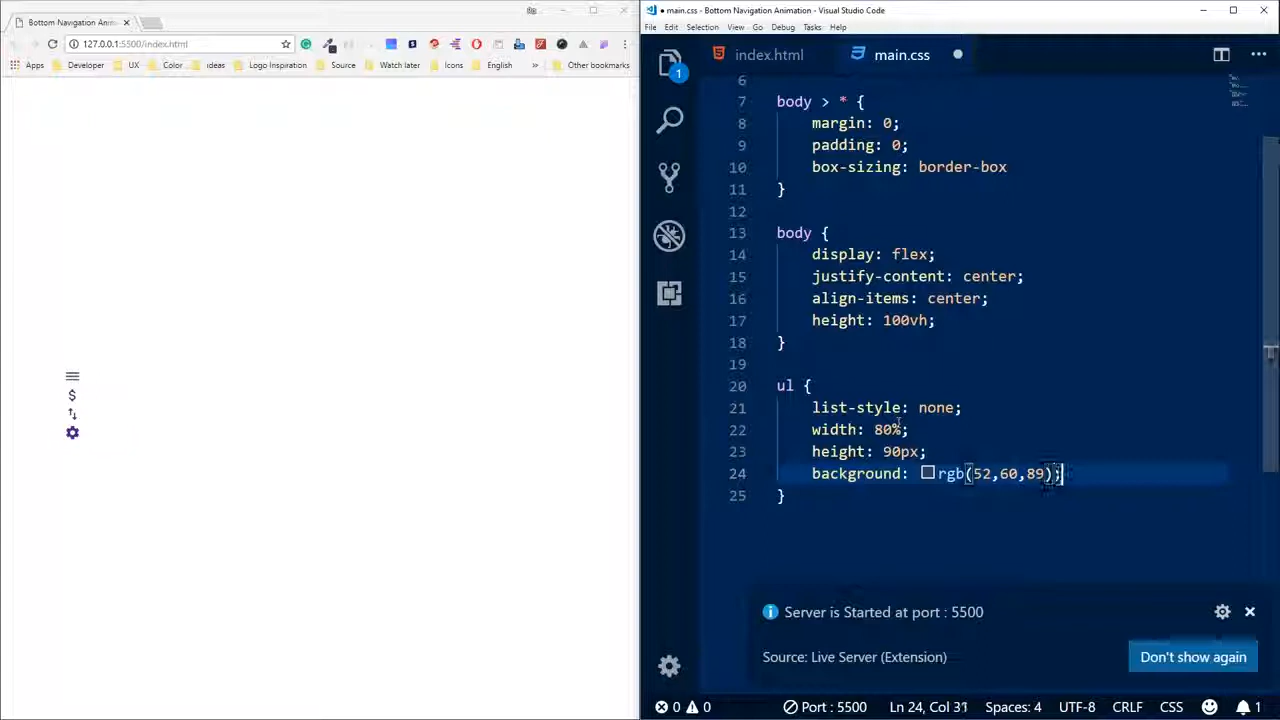 Bottom Navigation Anim
127.0.0.1:5500/index.html
Apps Developer UX Color ideas Logo-Inspiration Source Watch later Icons English » Other bookmarks
● main.css - Bottom Navigation Animation - Visual Studio Code
File Edit Selection View Go Debug Tasks Help
index.html main.css
1
6
7 body > * {
8 margin: 0;
9 padding: 0;
10 box-sizing: border-box
11 }
12
13 body {
14 display: flex;
15 justify-content: center;
16 align-items: center;
17 height: 100vh;
18 }
19
20 ul {
21 list-style: none;
22 width: 80%;
23 height: 90px;
24 background: rgb(52,60,89);
25 }
Server is Started at port : 5500
Source: Live Server (Extension)
Don't show again
0 0 Port : 5500 Ln 24, Col 31 Spaces: 4 UTF-8 CRLF CSS 1